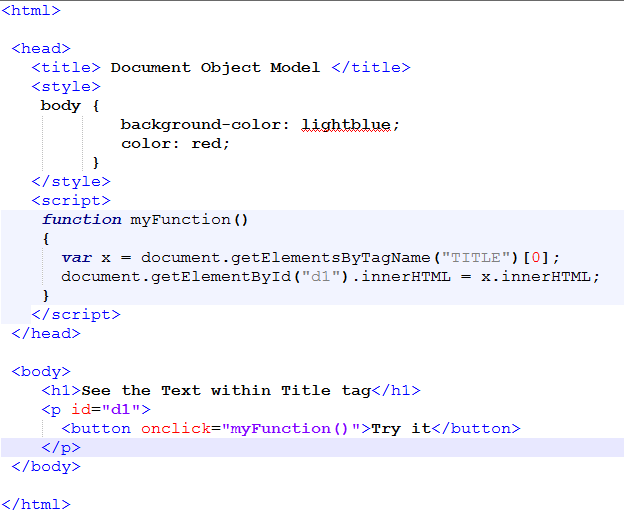 <html>
<head>
<title> Document Object Model </title>
<style>
body {
background-color: lightblue;
color: red;
}
</style>
<script>
function myFunction()
{
var x = document.getElementsByTagName("TITLE")[0];
document.getElementById("d1").innerHTML = x.innerHTML;
}
</script>
</head>
<body>
<h1>See the Text within Title tag</h1>
<p id="d1">
<button onclick="myFunction()">Try it</button>
</p>
</body>
</html>